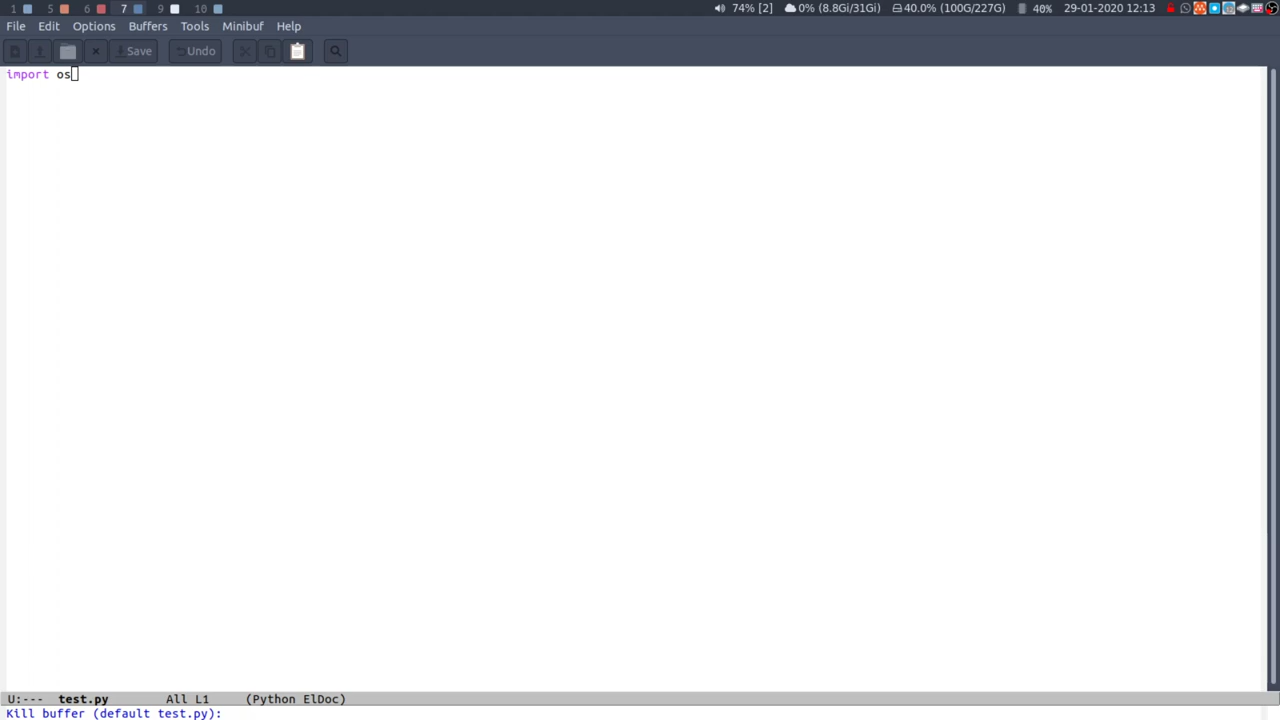 1 5 6 7 9 10 74% [2] 0% (8.8Gi/31Gi) 40.0% (100G/227G) 40% 29-01-2020 12:13
File Edit Options Buffers Tools Minibuf Help
Save Undo
import os
U:--- test.py All L1 (Python ElDoc)
Kill buffer (default test.py):